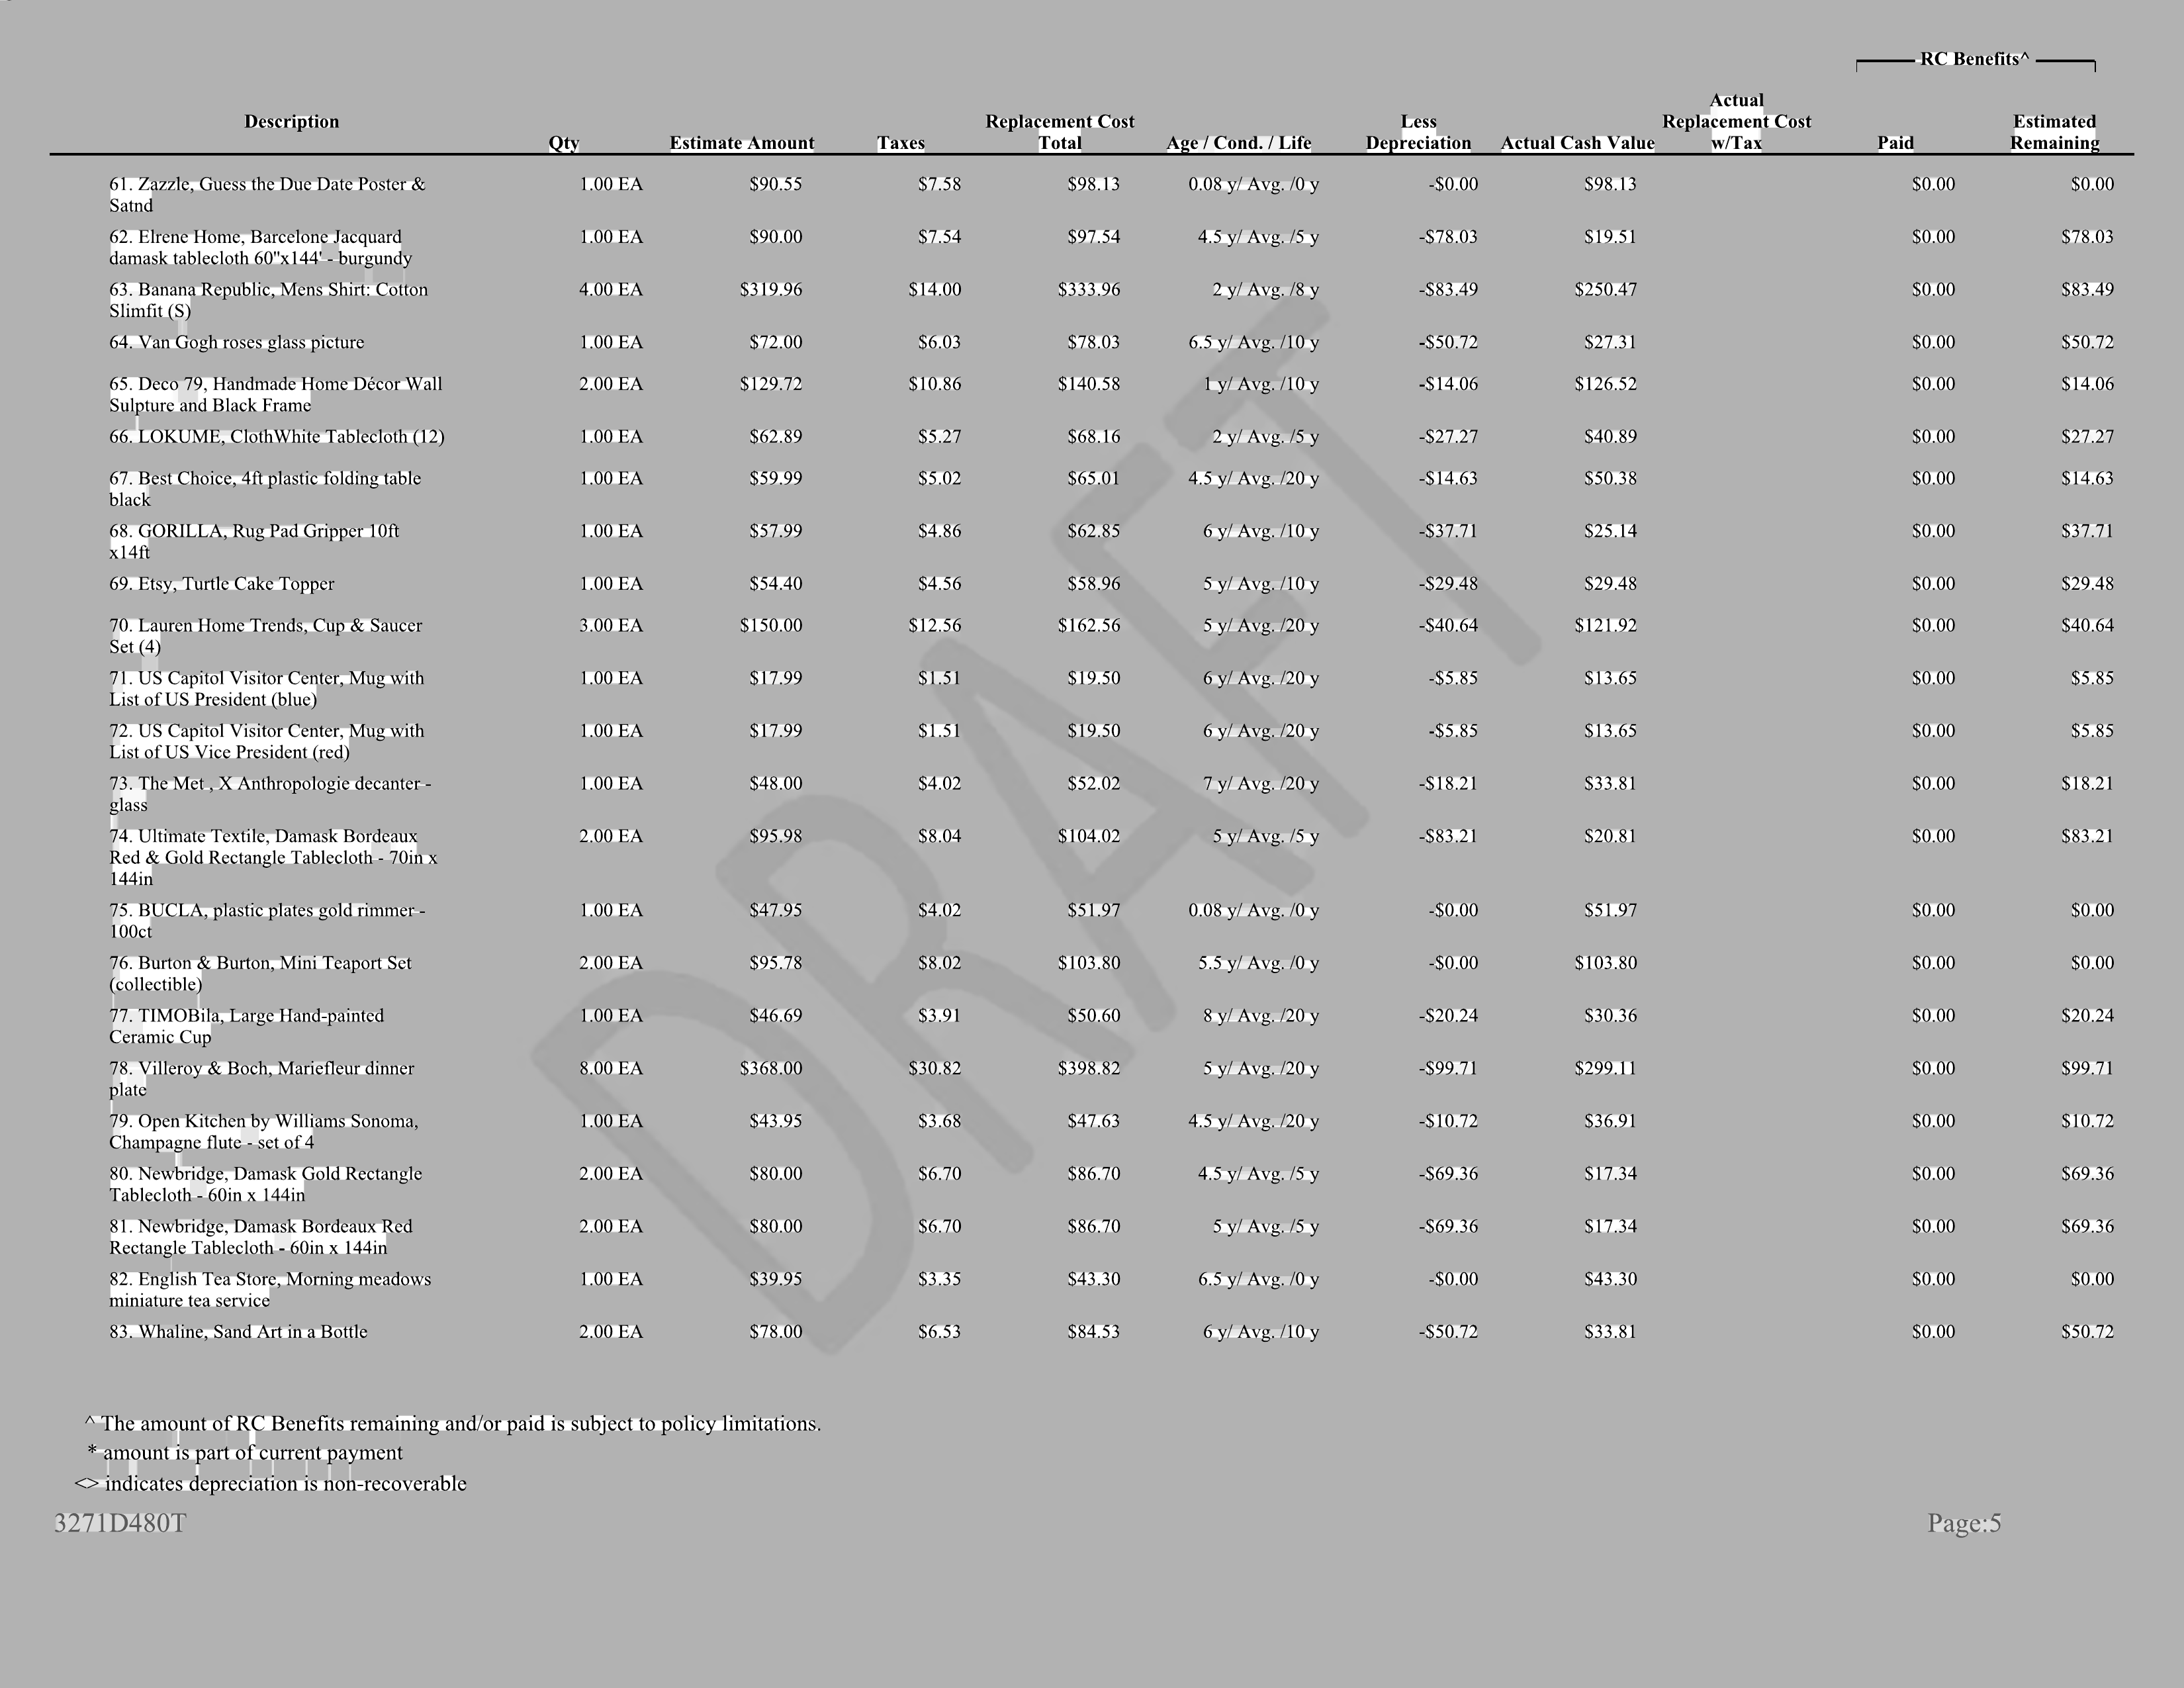 RC Benefits^
Description Qty Estimate Amount Taxes Replacement Cost Total Age / Cond. / Life Less Depreciation Actual Cash Value Actual Replacement Cost w/Tax Paid Estimated Remaining
61. Zazzle, Guess the Due Date Poster & 1.00 EA $90.55 $7.58 $98.13 0.08 y/ Avg. /0 y -$0.00 $98.13 $0.00 $0.00
Satnd
62. Elrene Home, Barcelone Jacquard 1.00 EA $90.00 $7.54 $97.54 4.5 y/ Avg. /5 y -$78.03 $19.51 $0.00 $78.03
damask tablecloth 60"x144' - burgundy
63. Banana Republic, Mens Shirt: Cotton 4.00 EA $319.96 $14.00 $333.96 2 y/ Avg. /8 y -$83.49 $250.47 $0.00 $83.49
Slimfit (S)
64. Van Gogh roses glass picture 1.00 EA $72.00 $6.03 $78.03 6.5 y/ Avg. /10 y -$50.72 $27.31 $0.00 $50.72
65. Deco 79, Handmade Home Décor Wall 2.00 EA $129.72 $10.86 $140.58 1 y/ Avg. /10 y -$14.06 $126.52 $0.00 $14.06
Sulpture and Black Frame
66. LOKUME, ClothWhite Tablecloth (12) 1.00 EA $62.89 $5.27 $68.16 2 y/ Avg. /5 y -$27.27 $40.89 $0.00 $27.27
67. Best Choice, 4ft plastic folding table 1.00 EA $59.99 $5.02 $65.01 4.5 y/ Avg. /20 y -$14.63 $50.38 $0.00 $14.63
black
68. GORILLA, Rug Pad Gripper 10ft 1.00 EA $57.99 $4.86 $62.85 6 y/ Avg. /10 y -$37.71 $25.14 $0.00 $37.71
x14ft
69. Etsy, Turtle Cake Topper 1.00 EA $54.40 $4.56 $58.96 5 y/ Avg. /10 y -$29.48 $29.48 $0.00 $29.48
70. Lauren Home Trends, Cup & Saucer 3.00 EA $150.00 $12.56 $162.56 5 y/ Avg. /20 y -$40.64 $121.92 $0.00 $40.64
Set (4)
71. US Capitol Visitor Center, Mug with 1.00 EA $17.99 $1.51 $19.50 6 y/ Avg. /20 y -$5.85 $13.65 $0.00 $5.85
List of US President (blue)
72. US Capitol Visitor Center, Mug with 1.00 EA $17.99 $1.51 $19.50 6 y/ Avg. /20 y -$5.85 $13.65 $0.00 $5.85
List of US Vice President (red)
73. The Met , X Anthropologie decanter - 1.00 EA $48.00 $4.02 $52.02 7 y/ Avg. /20 y -$18.21 $33.81 $0.00 $18.21
glass
74. Ultimate Textile, Damask Bordeaux 2.00 EA $95.98 $8.04 $104.02 5 y/ Avg. /5 y -$83.21 $20.81 $0.00 $83.21
Red & Gold Rectangle Tablecloth - 70in x
144in
75. BUCLA, plastic plates gold rimmer - 1.00 EA $47.95 $4.02 $51.97 0.08 y/ Avg. /0 y -$0.00 $51.97 $0.00 $0.00
100ct
76. Burton & Burton, Mini Teaport Set 2.00 EA $95.78 $8.02 $103.80 5.5 y/ Avg. /0 y -$0.00 $103.80 $0.00 $0.00
(collectible)
77. TIMOBila, Large Hand-painted 1.00 EA $46.69 $3.91 $50.60 8 y/ Avg. /20 y -$20.24 $30.36 $0.00 $20.24
Ceramic Cup
78. Villeroy & Boch, Mariefleur dinner 8.00 EA $368.00 $30.82 $398.82 5 y/ Avg. /20 y -$99.71 $299.11 $0.00 $99.71
plate
79. Open Kitchen by Williams Sonoma, 1.00 EA $43.95 $3.68 $47.63 4.5 y/ Avg. /20 y -$10.72 $36.91 $0.00 $10.72
Champagne flute - set of 4
80. Newbridge, Damask Gold Rectangle 2.00 EA $80.00 $6.70 $86.70 4.5 y/ Avg. /5 y -$69.36 $17.34 $0.00 $69.36
Tablecloth - 60in x 144in
81. Newbridge, Damask Bordeaux Red 2.00 EA $80.00 $6.70 $86.70 5 y/ Avg. /5 y -$69.36 $17.34 $0.00 $69.36
Rectangle Tablecloth - 60in x 144in
82. English Tea Store, Morning meadows 1.00 EA $39.95 $3.35 $43.30 6.5 y/ Avg. /0 y -$0.00 $43.30 $0.00 $0.00
miniature tea service
83. Whaline, Sand Art in a Bottle 2.00 EA $78.00 $6.53 $84.53 6 y/ Avg. /10 y -$50.72 $33.81 $0.00 $50.72
DRAFT
^ The amount of RC Benefits remaining and/or paid is subject to policy limitations.
* amount is part of current payment
<> indicates depreciation is non-recoverable
3271D480T Page:5